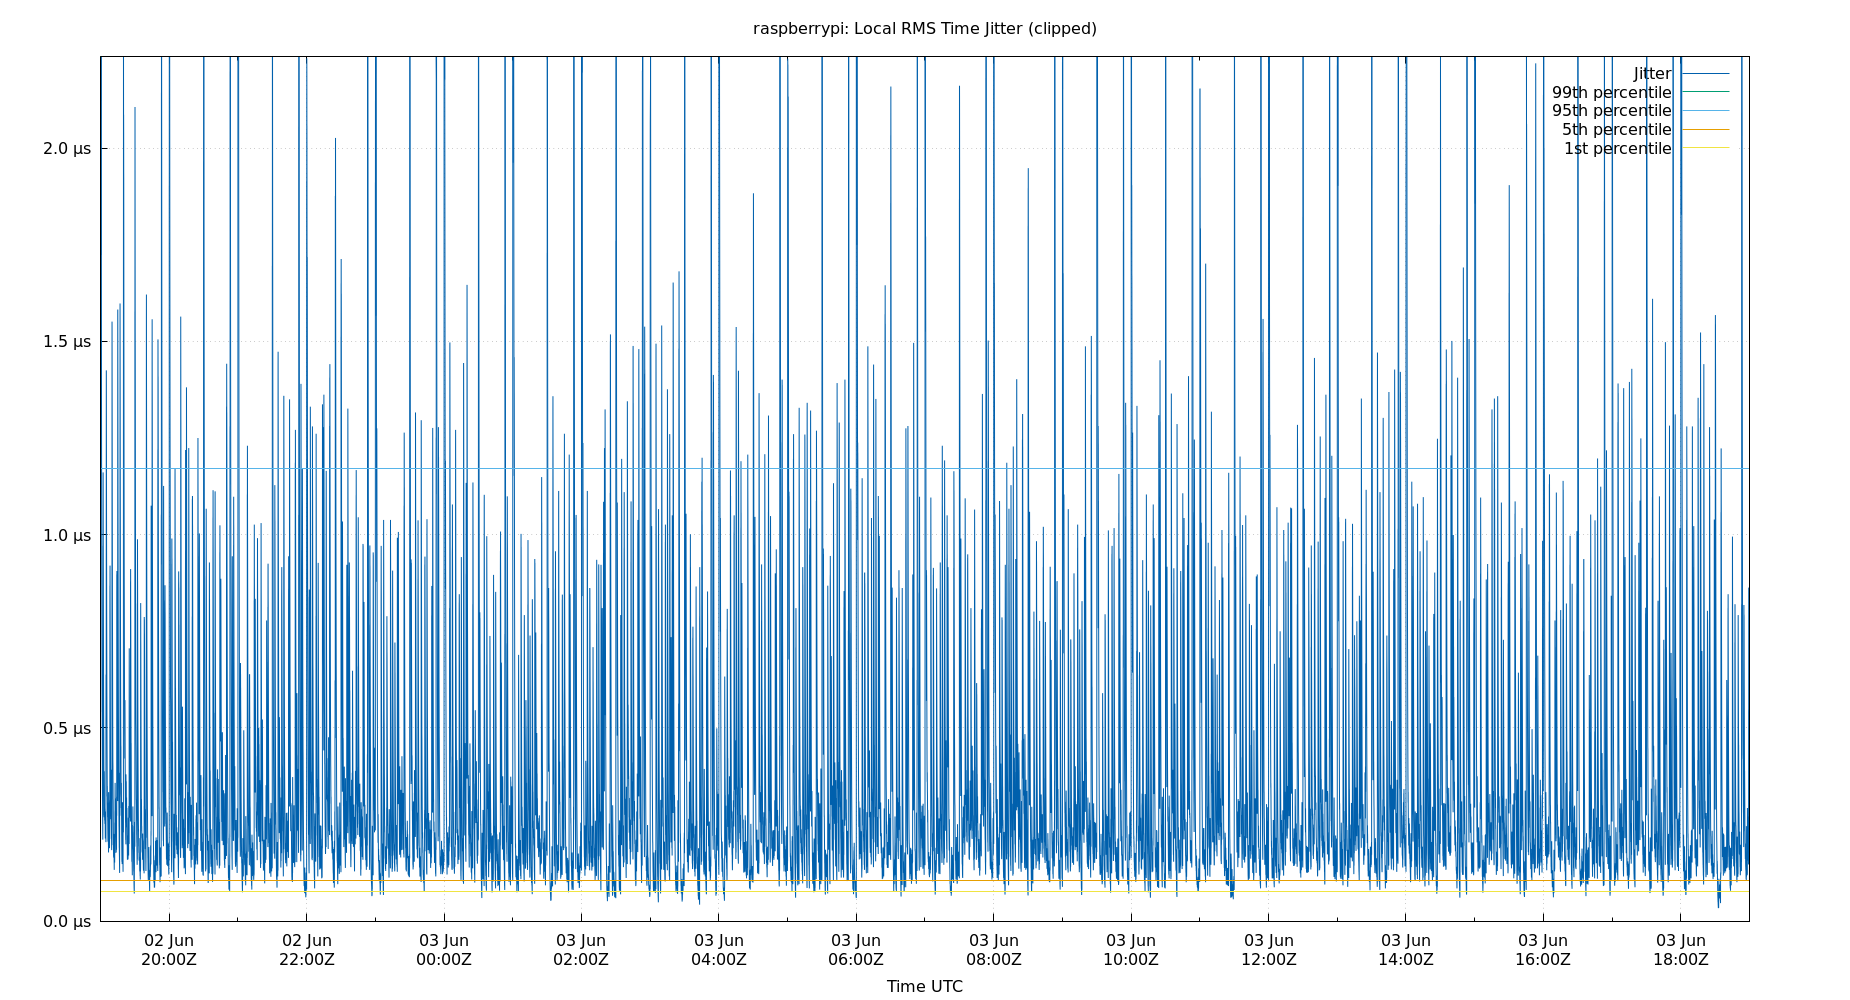 raspberrypi: Local RMS Time Jitter (clipped)
Jitter
99th percentile
95th percentile
5th percentile
1st percentile
2.0 µs
1.5 µs
1.0 µs
0.5 µs
0.0 µs
02 Jun 02 Jun 03 Jun 03 Jun 03 Jun 03 Jun 03 Jun 03 Jun 03 Jun 03 Jun 03 Jun 03 Jun
20:00Z 22:00Z 00:00Z 02:00Z 04:00Z 06:00Z 08:00Z 10:00Z 12:00Z 14:00Z 16:00Z 18:00Z
Time UTC